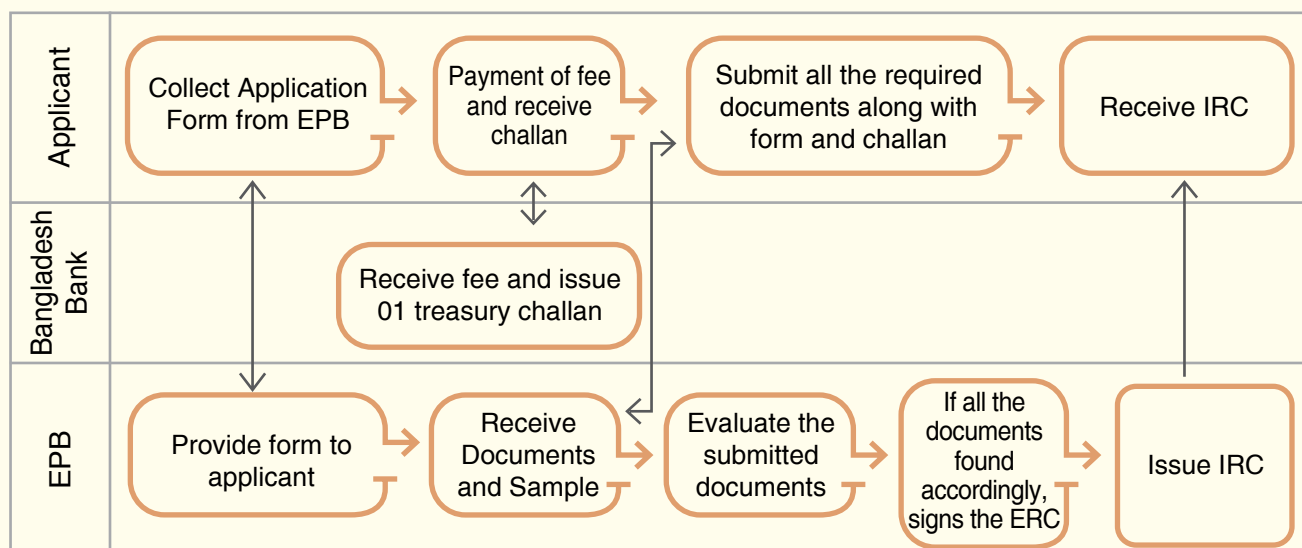 Applicant
Collect Application
Form from EPB
Payment of fee
and receive
challan
Submit all the required
documents along with
form and challan
Receive IRC
Bangladesh
Bank
Receive fee and issue
01 treasury challan
EPB
Provide form to
applicant
Receive
Documents
and Sample
Evaluate the
submitted
documents
If all the
documents
found
accordingly,
signs the ERC
Issue IRC